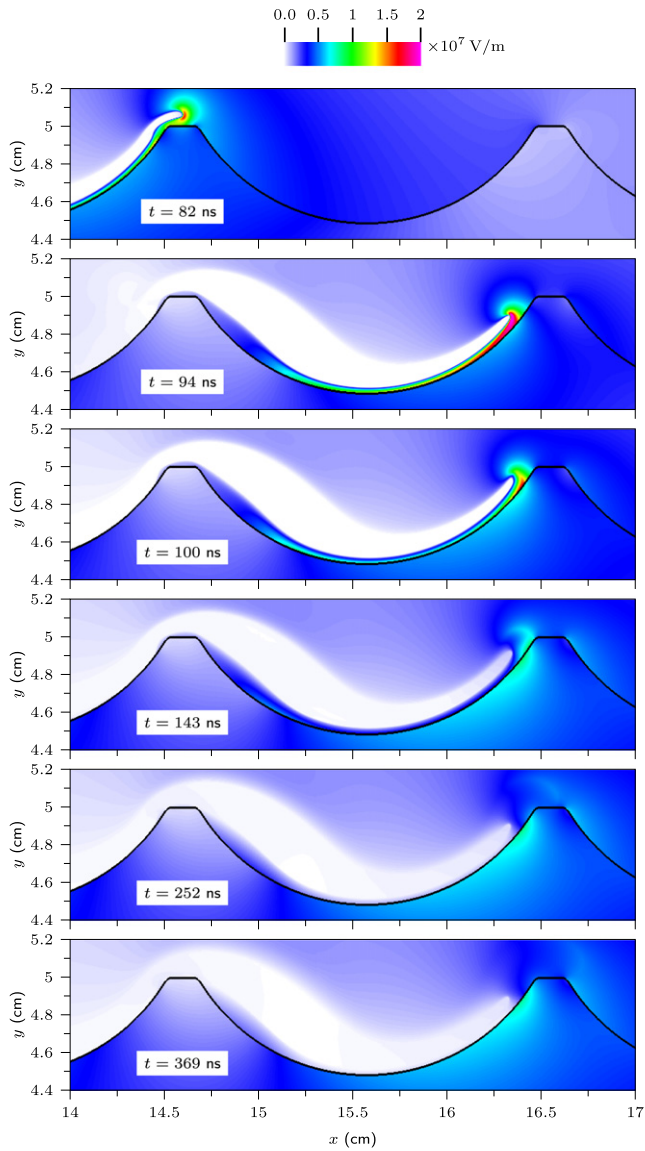 0.0 0.5 1 1.5 2
×10⁷ V/m
5.2
5
4.8
4.6
4.4
y (cm)
t = 82 ns
5.2
5
4.8
4.6
4.4
y (cm)
t = 94 ns
5.2
5
4.8
4.6
4.4
y (cm)
t = 100 ns
5.2
5
4.8
4.6
4.4
y (cm)
t = 143 ns
5.2
5
4.8
4.6
4.4
y (cm)
t = 252 ns
5.2
5
4.8
4.6
4.4
y (cm)
t = 369 ns
14 14.5 15 15.5 16 16.5 17
x (cm)